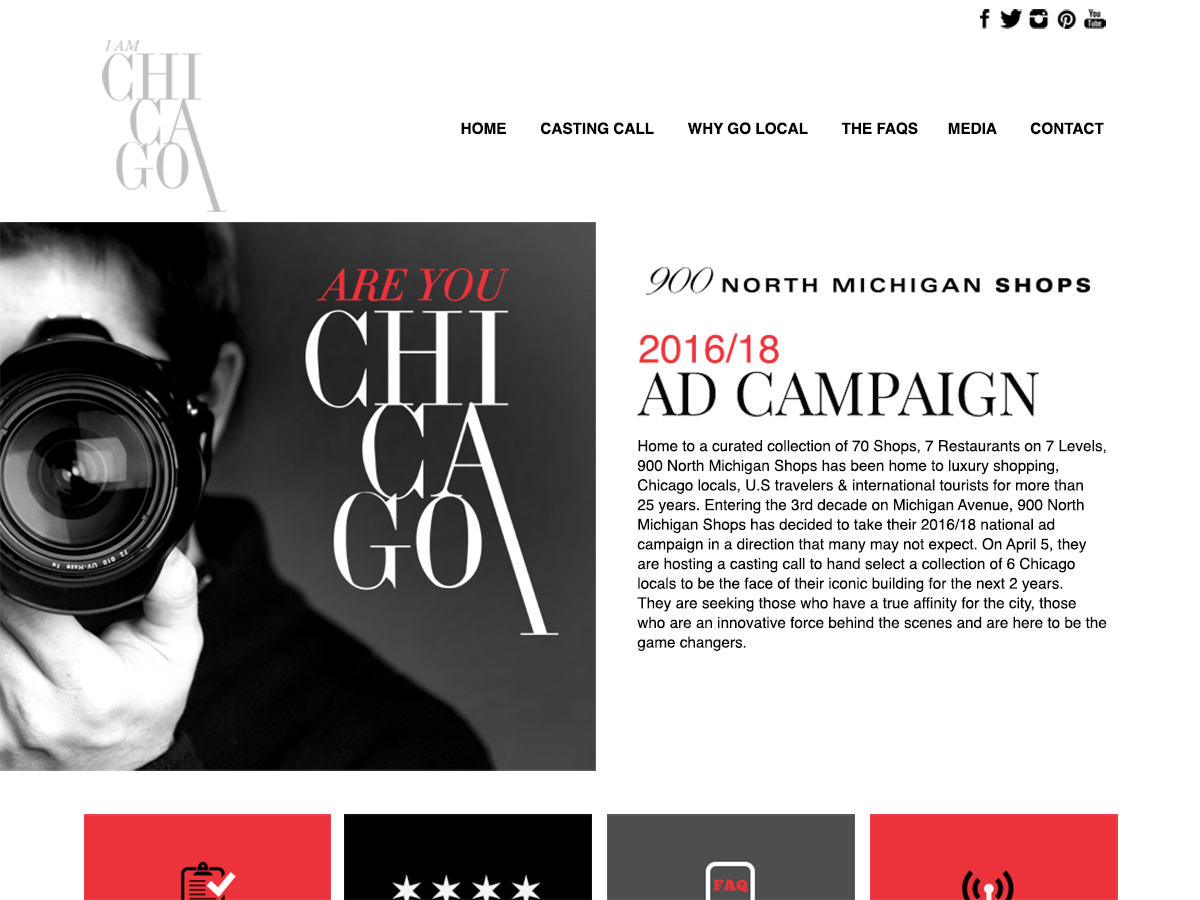 You
Tube
I AM
CHI
CA
GO
HOME CASTING CALL WHY GO LOCAL THE FAQS MEDIA CONTACT
ARE YOU
CHI
CA
GO
72 010 UV-Haze 1x
900 NORTH MICHIGAN SHOPS
2016/18
AD CAMPAIGN
Home to a curated collection of 70 Shops, 7 Restaurants on 7 Levels,
900 North Michigan Shops has been home to luxury shopping,
Chicago locals, U.S travelers & international tourists for more than
25 years. Entering the 3rd decade on Michigan Avenue, 900 North
Michigan Shops has decided to take their 2016/18 national ad
campaign in a direction that many may not expect. On April 5, they
are hosting a casting call to hand select a collection of 6 Chicago
locals to be the face of their iconic building for the next 2 years.
They are seeking those who have a true affinity for the city, those
who are an innovative force behind the scenes and are here to be the
game changers.
FAQ